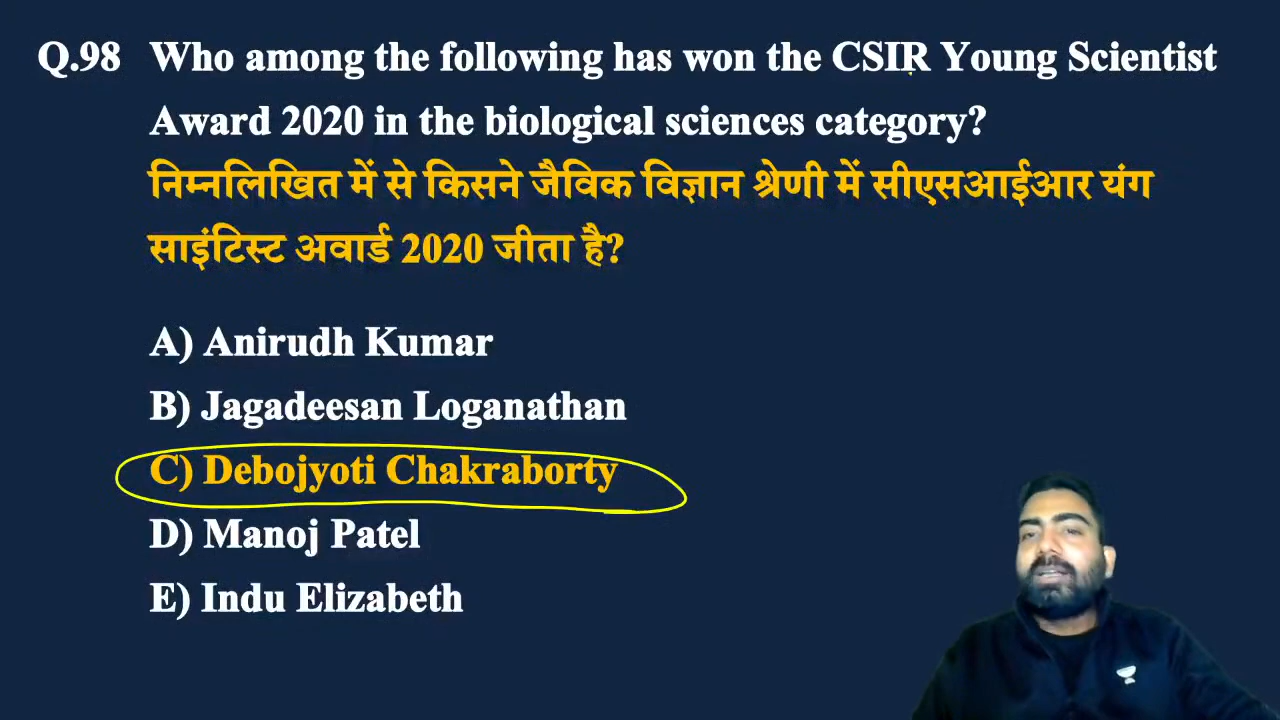 Q.98 Who among the following has won the CSIR Young Scientist
Award 2020 in the biological sciences category?
निम्नलिखित में से किसने जैविक विज्ञान श्रेणी में सीएसआईआर यंग
साइंटिस्ट अवार्ड 2020 जीता है?
A) Anirudh Kumar
B) Jagadeesan Loganathan
C) Debojyoti Chakraborty
D) Manoj Patel
E) Indu Elizabeth